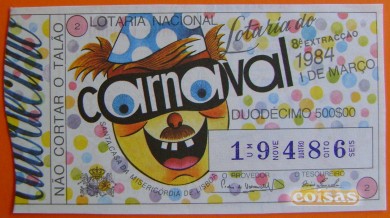 NÃO CORTAR O TALÃO
2
LOTARIA NACIONAL
Lotaria do
carnaval
8ª EXTRACÇÃO
1984
1 DE MARÇO
DUODÉCIMO 500$00
1 UM 9 NOVE 4 QUATRO 8 OITO 6 SEIS
SANTA CASA DA MISERICÓRDIA DE LISBOA
O PROVEDOR
O TESOUREIRO
2
coisas